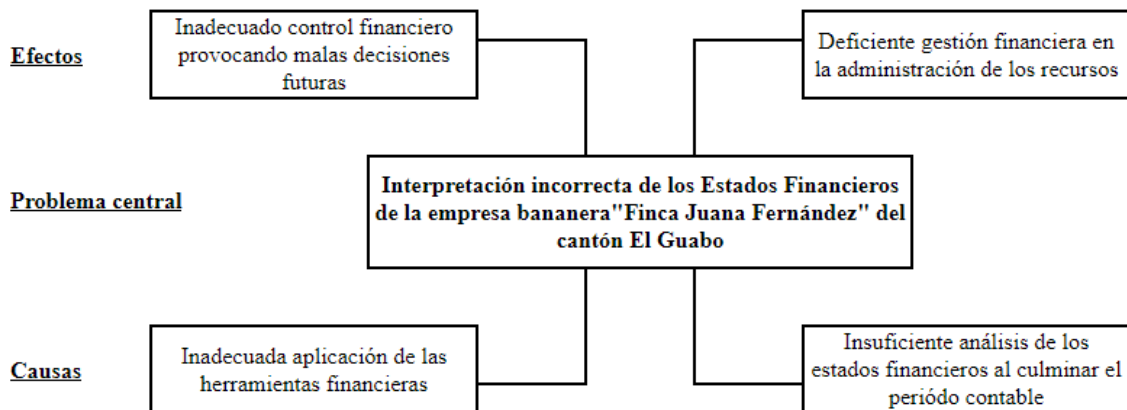 Efectos
Inadecuado control financiero
provocando malas decisiones
futuras
Deficiente gestión financiera en
la administración de los recursos
Problema central
Interpretación incorrecta de los Estados Financieros
de la empresa bananera"Finca Juana Fernández" del
cantón El Guabo
Causas
Inadecuada aplicación de las
herramientas financieras
Insuficiente análisis de los
estados financieros al culminar el
periódo contable